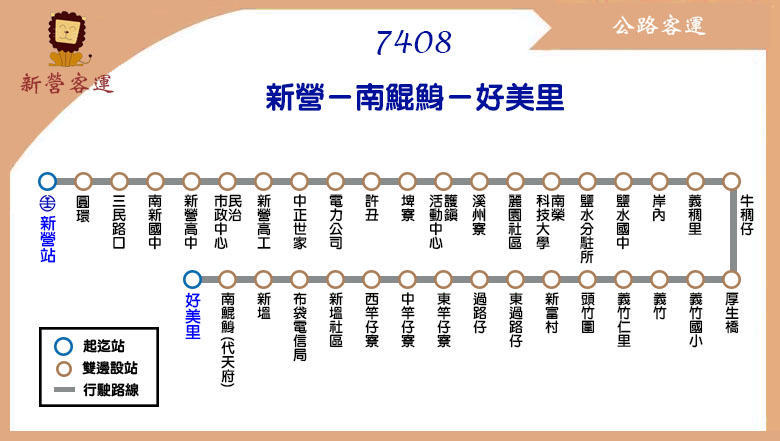 新營客運
7408
公路客運
新營－南鯤鯓－好美里
主 新營站
圓環
三民路口
南新國中
新營高中
民治
市政中心
新營高工
中正世家
電力公司
許丑
埤寮
護鎮
活動中心
溪州寮
麗園社區
南榮
科技大學
鹽水分駐所
鹽水國中
岸內
義稠里
牛稠仔
厚生橋
義竹國小
義竹
義竹仁里
頭竹圍
新富村
東過路仔
過路仔
東竿仔寮
中竿仔寮
西竿仔寮
新塭社區
布袋電信局
新塭
南鯤鯓(代天府)
好美里
起迄站
雙邊設站
行駛路線